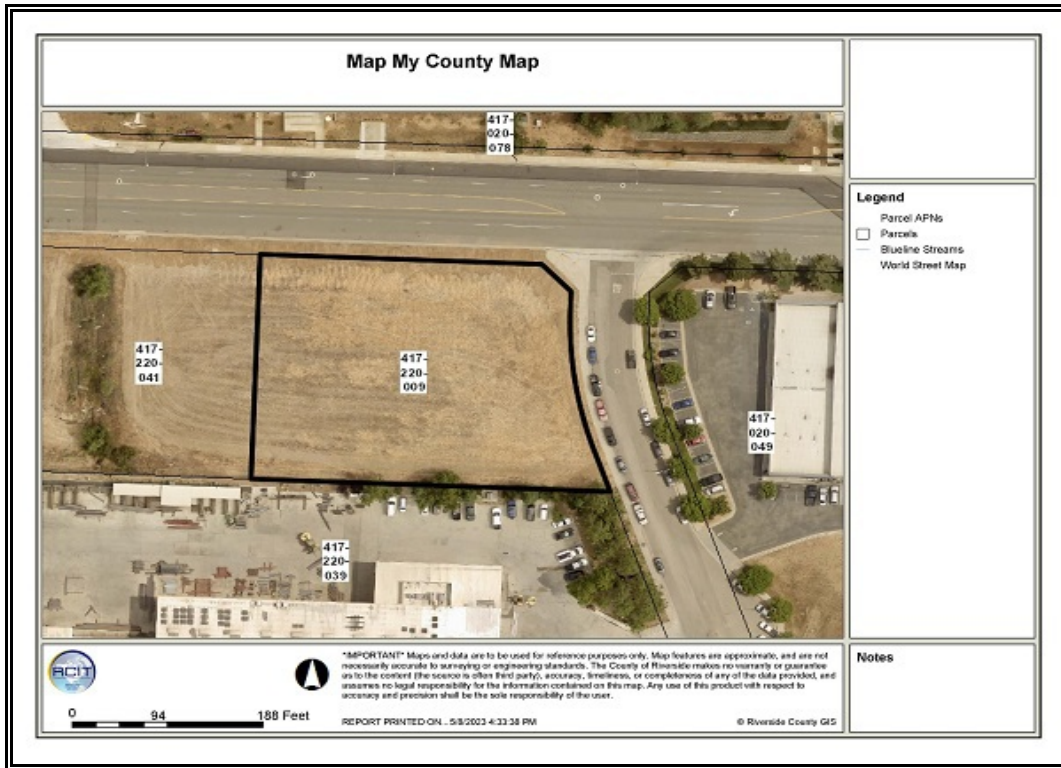 Map My County Map
417-
020-
078
417-
220-
041
417-
220-
009
417-
020-
049
417-
220-
039
Legend
Parcel APNs
Parcels
Blueline Streams
World Street Map
Notes
RCIT
0 94 188 Feet
*IMPORTANT* Maps and data are to be used for reference purposes only. Map features are approximate, and are not
necessarily accurate to surveying or engineering standards. The County of Riverside makes no warranty or guarantee
as to the content (the source is often third party), accuracy, timeliness, or completeness of any of the data provided, and
assumes no legal responsibility for the information contained on this map. Any use of this product with respect to
accuracy and precision shall be the sole responsibility of the user.
REPORT PRINTED ON... 5/8/2023 4:33:38 PM
© Riverside County GIS